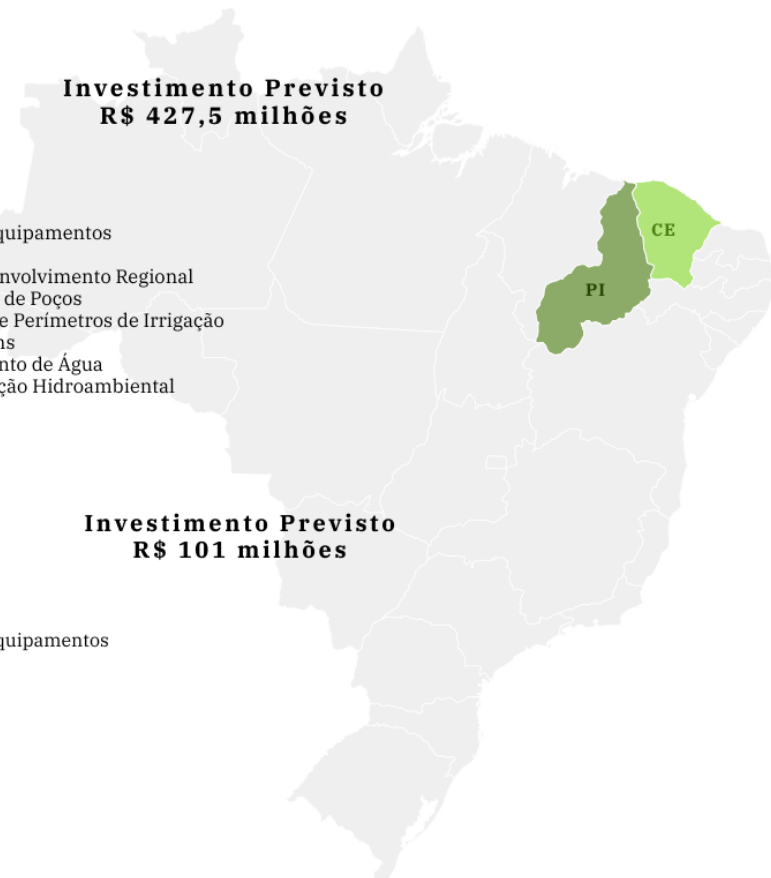 Investimento Previsto
R$ 427,5 milhões
quipamentos
nvolvimento Regional
de Poços
e Perímetros de Irrigação
ns
nto de Água
ção Hidroambiental
CE
PI
Investimento Previsto
R$ 101 milhões
quipamentos